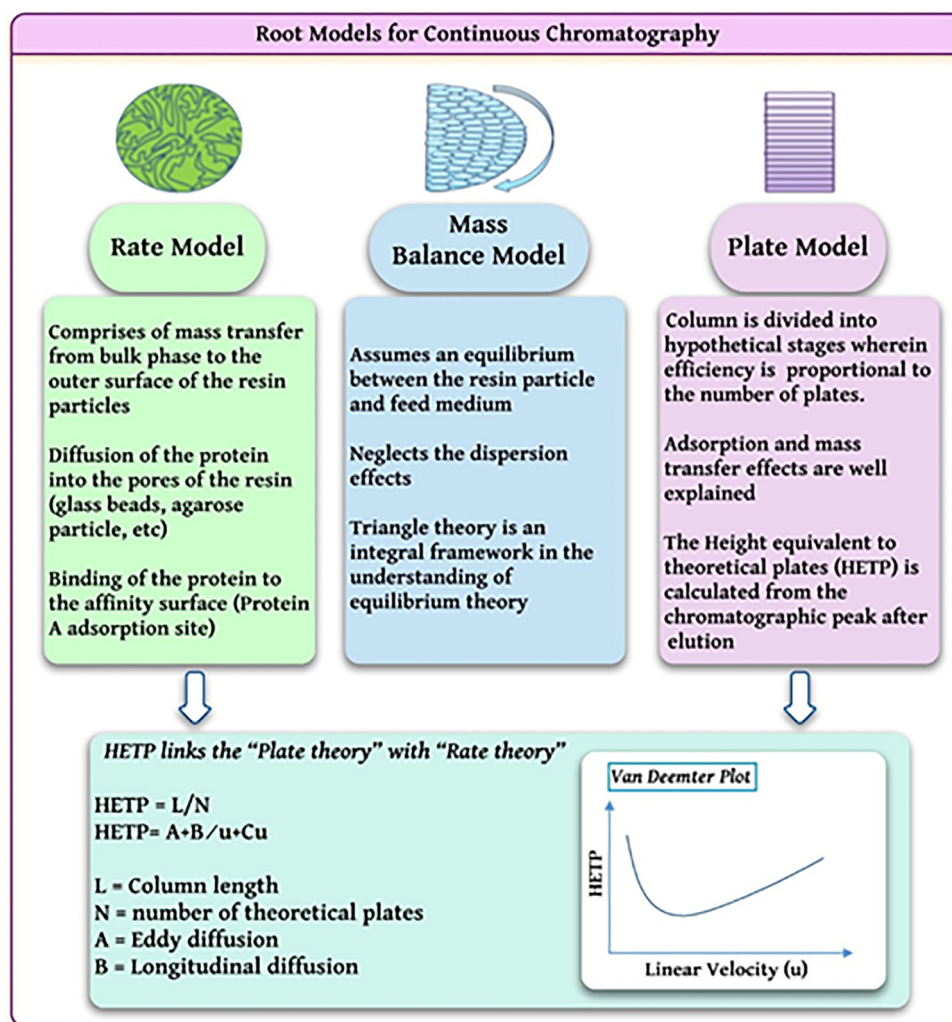 Root Models for Continuous Chromatography
Rate Model
Comprises of mass transfer
from bulk phase to the
outer surface of the resin
particles
Diffusion of the protein
into the pores of the resin
(glass beads, agarose
particle, etc)
Binding of the protein to
the affinity surface (Protein
A adsorption site)
Mass
Balance Model
Assumes an equilibrium
between the resin particle
and feed medium
Neglects the dispersion
effects
Triangle theory is an
integral framework in the
understanding of
equilibrium theory
Plate Model
Column is divided into
hypothetical stages wherein
efficiency is proportional to
the number of plates.
Adsorption and mass
transfer effects are well
explained
The Height equivalent to
theoretical plates (HETP) is
calculated from the
chromatographic peak after
elution
HETP links the “Plate theory” with “Rate theory”
HETP = L/N
HETP= A+B/u+Cu
L = Column length
N = number of theoretical plates
A = Eddy diffusion
B = Longitudinal diffusion
Van Deemter Plot
HETP
Linear Velocity (u)